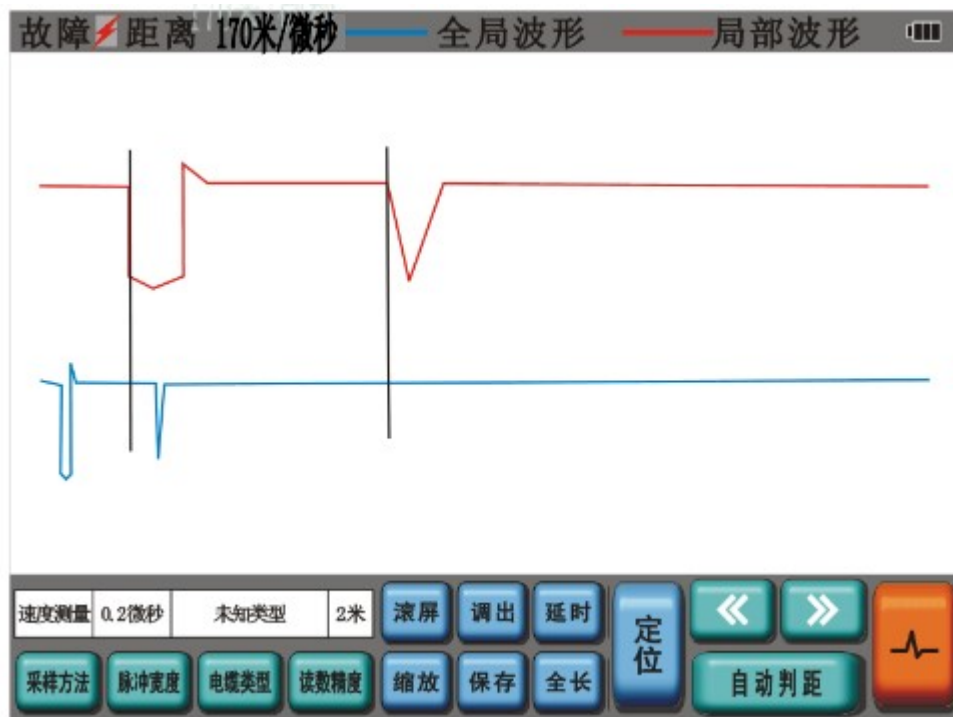 故障距离 170米/微秒 全局波形 局部波形
速度测量 0.2微秒 未知类型 2米 滚屏 调出 延时 定位
采样方法 脉冲宽度 电缆类型 读数精度 缩放 保存 全长 自动判距